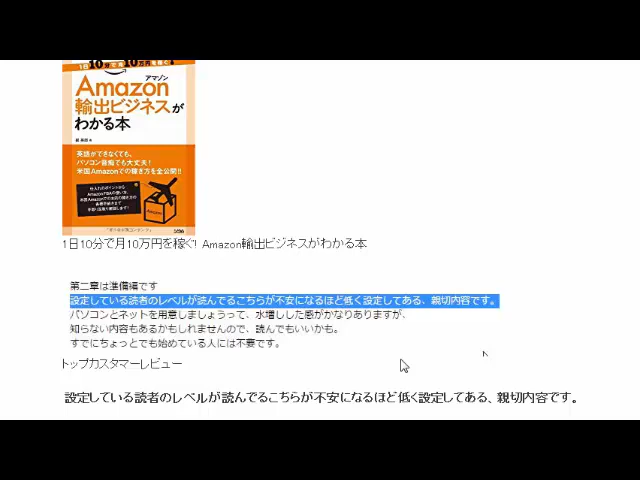 1日10分で月10万円を稼ぐ!
アマゾン
Amazon
輸出ビジネスが
わかる本
英語ができなくても、
パソコン音痴でも大丈夫!
米国Amazonでの稼ぎ方を全公開!!
1日10分で月10万円を稼ぐ! Amazon輸出ビジネスがわかる本
第二章は準備編です
設定している読者のレベルが読んでるこちらが不安になるほど低く設定してある、親切内容です。
パソコンとネットを用意しましょうって、水増しした感がかなりありますが、
知らない内容もあるかもしれませんので、読んでもいいかも。
すでにちょっとでも始めている人には不要です。
トップカスタマーレビュー
設定している読者のレベルが読んでるこちらが不安になるほど低く設定してある、親切内容です。